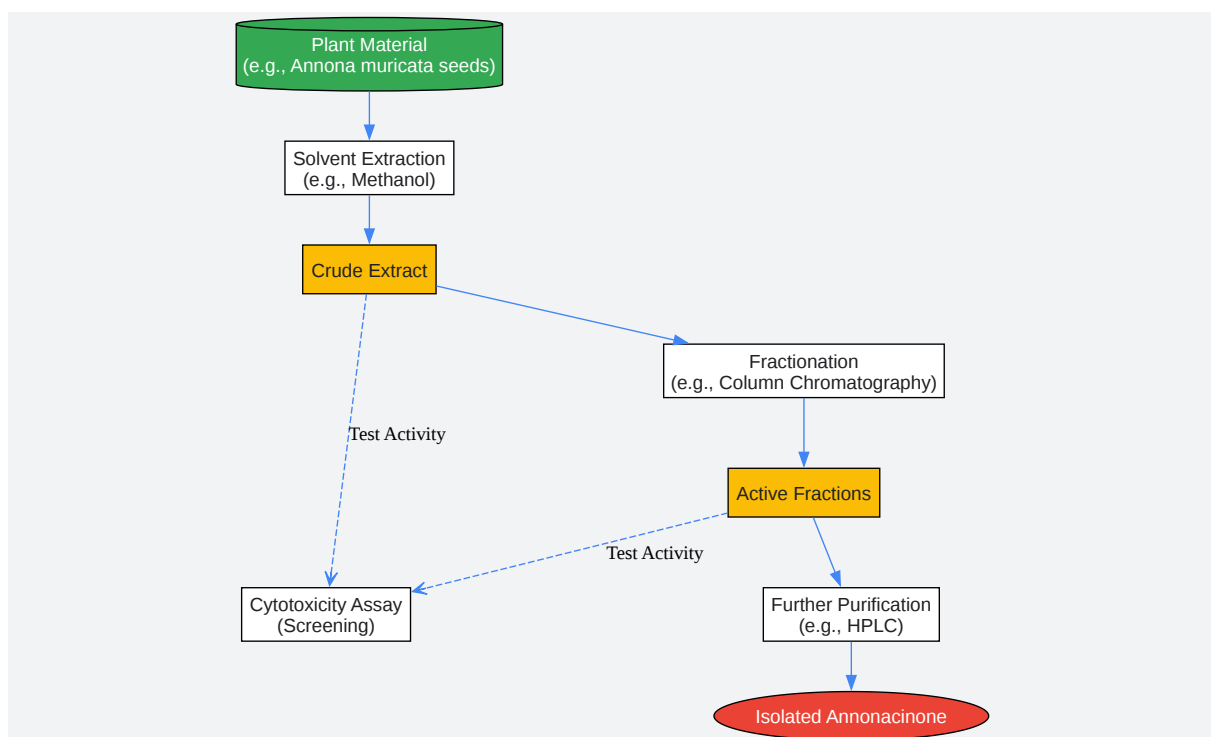 Plant Material
(e.g., Annona muricata seeds)
Solvent Extraction
(e.g., Methanol)
Crude Extract
Fractionation
(e.g., Column Chromatography)
Test Activity
Active Fractions
Test Activity
Cytotoxicity Assay
(Screening)
Further Purification
(e.g., HPLC)
Isolated Annonacinone